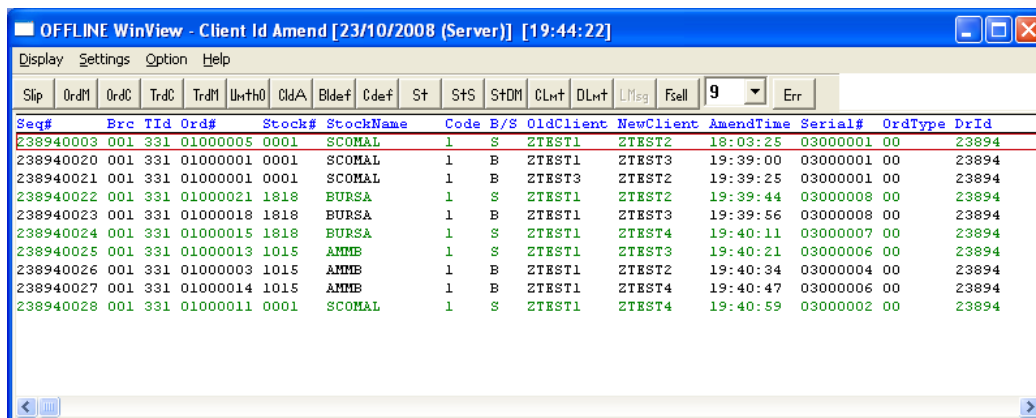 OFFLINE WinView - Client Id Amend [23/10/2008 (Server)] [19:44:22]
Display Settings Option Help
Slip OrdM OrdC TrdC TrdM UmthO CldA Bldef Cdef St StS StDM CLmt DLmt LMsg Fsell 9 Err
Seq# Brc TId Ord# Stock# StockName Code B/S OldClient NewClient AmendTime Serial# OrdType DrId
238940003 001 331 01000005 0001 SCOMAL 1 S ZTEST1 ZTEST2 18:03:25 03000001 00 23894
238940020 001 331 01000001 0001 SCOMAL 1 B ZTEST1 ZTEST3 19:39:00 03000001 00 23894
238940021 001 331 01000001 0001 SCOMAL 1 B ZTEST3 ZTEST2 19:39:25 03000001 00 23894
238940022 001 331 01000021 1818 BURSA 1 S ZTEST1 ZTEST2 19:39:44 03000008 00 23894
238940023 001 331 01000018 1818 BURSA 1 B ZTEST1 ZTEST3 19:39:56 03000008 00 23894
238940024 001 331 01000015 1818 BURSA 1 S ZTEST1 ZTEST4 19:40:11 03000007 00 23894
238940025 001 331 01000013 1015 AMMB 1 S ZTEST1 ZTEST3 19:40:21 03000006 00 23894
238940026 001 331 01000003 1015 AMMB 1 B ZTEST1 ZTEST2 19:40:34 03000004 00 23894
238940027 001 331 01000014 1015 AMMB 1 B ZTEST1 ZTEST4 19:40:47 03000006 00 23894
238940028 001 331 01000011 0001 SCOMAL 1 S ZTEST1 ZTEST4 19:40:59 03000002 00 23894